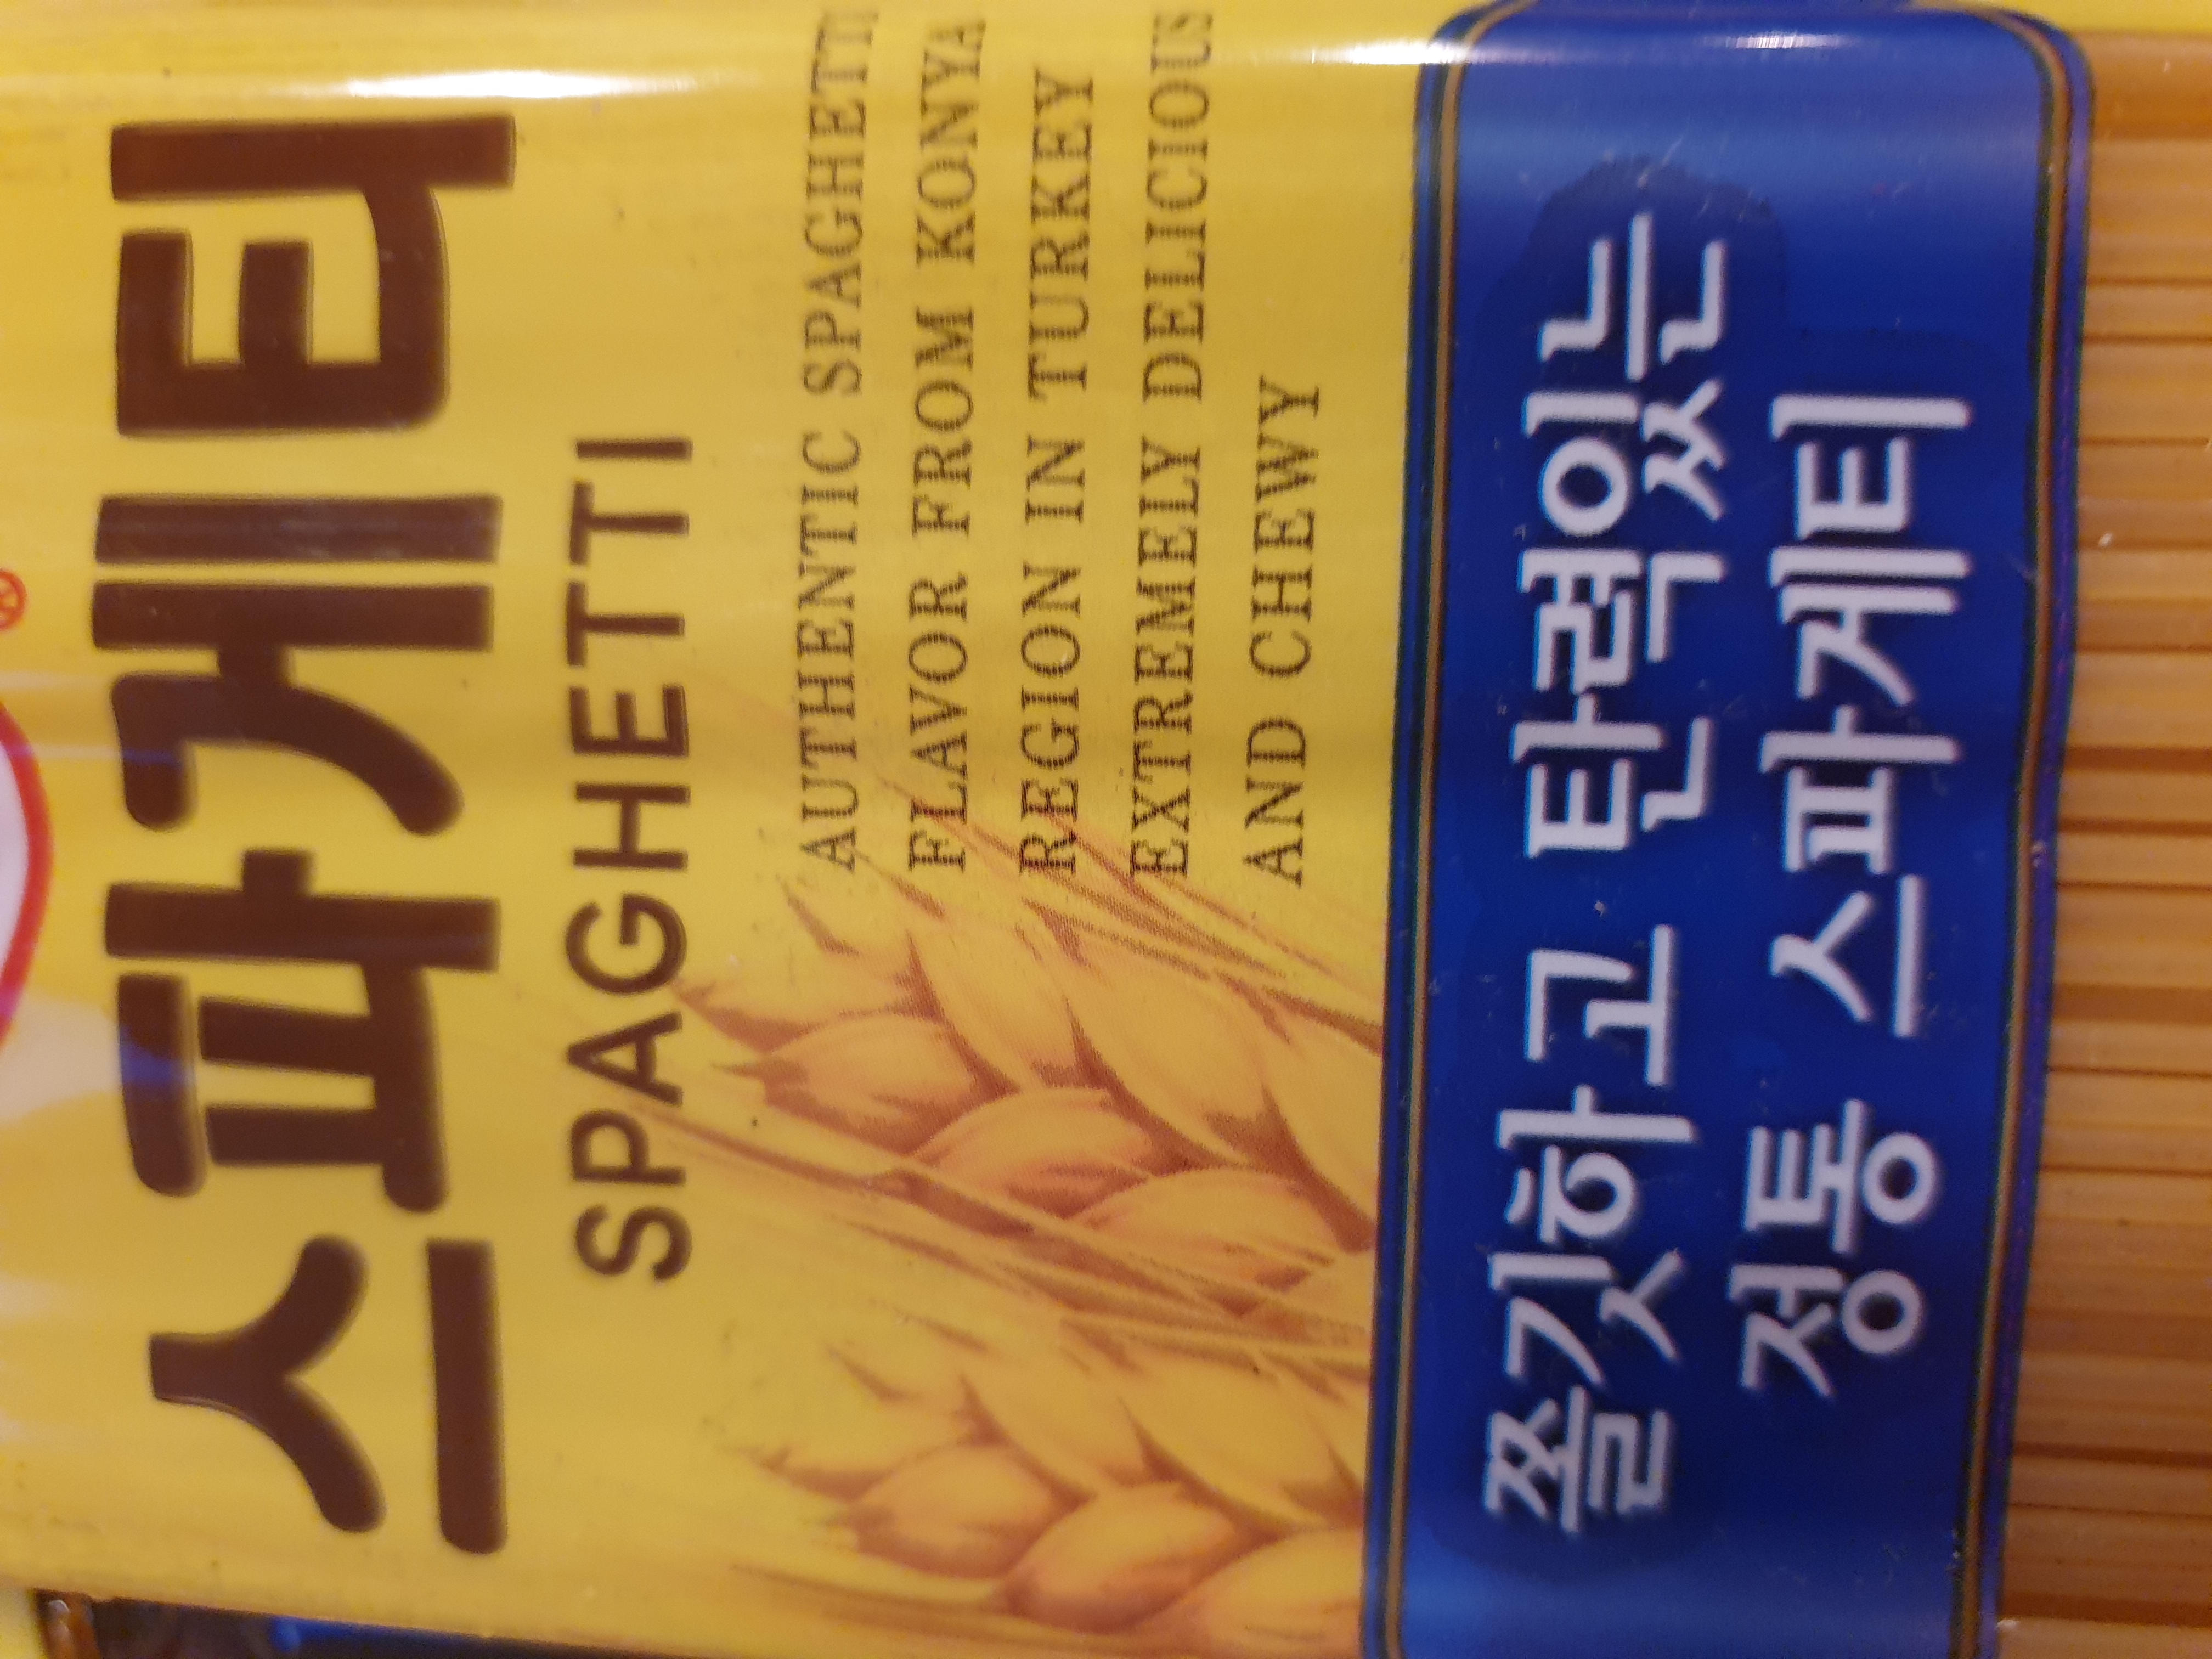 스파게티
SPAGHETTI
AUTHENTIC SPAGHETTI
FLAVOR FROM KONYA
REGION IN TURKEY
EXTREMELY DELICIOUS
AND CHEWY
쫄깃하고 탄력있는
정통 스파게티